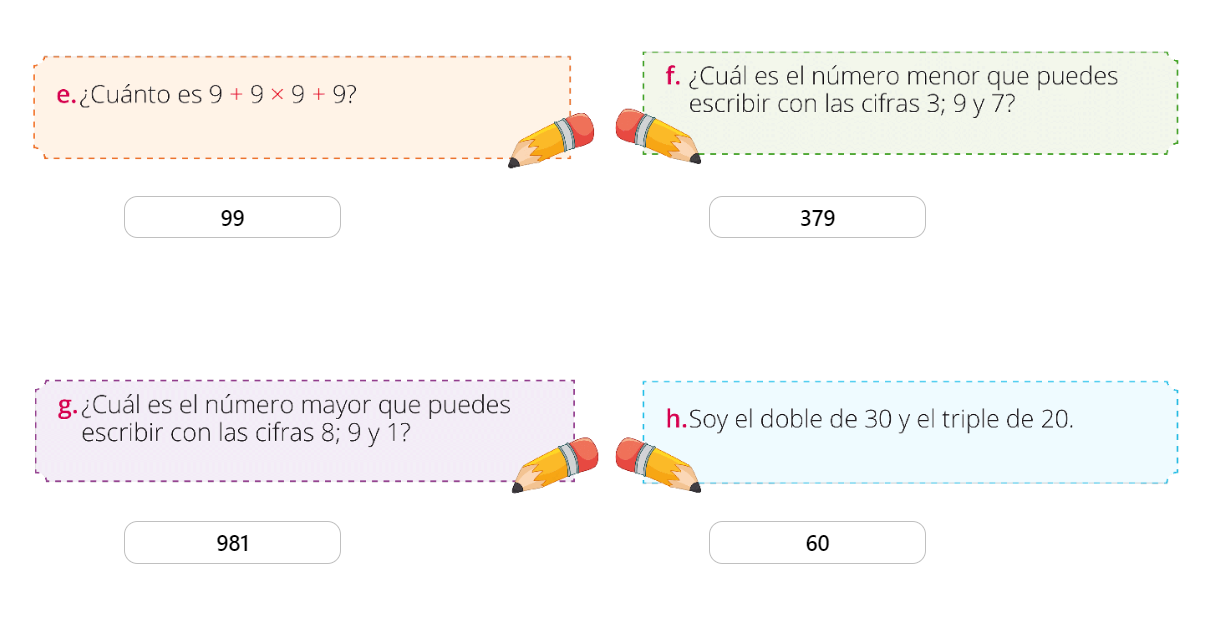 e. ¿Cuánto es 9 + 9 × 9 + 9?
99
f. ¿Cuál es el número menor que puedes
escribir con las cifras 3; 9 y 7?
379
g. ¿Cuál es el número mayor que puedes
escribir con las cifras 8; 9 y 1?
981
h. Soy el doble de 30 y el triple de 20.
60